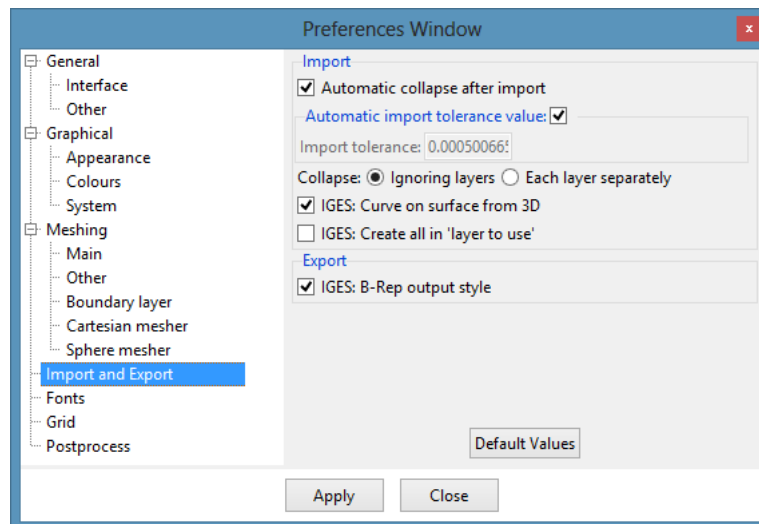 Preferences Window
x
General
Interface
Other
Graphical
Appearance
Colours
System
Meshing
Main
Other
Boundary layer
Cartesian mesher
Sphere mesher
Import and Export
Fonts
Grid
Postprocess
Import
Automatic collapse after import
Automatic import tolerance value:
Import tolerance: 0.00050066
Collapse: Ignoring layers Each layer separately
IGES: Curve on surface from 3D
IGES: Create all in 'layer to use'
Export
IGES: B-Rep output style
Default Values
Apply Close